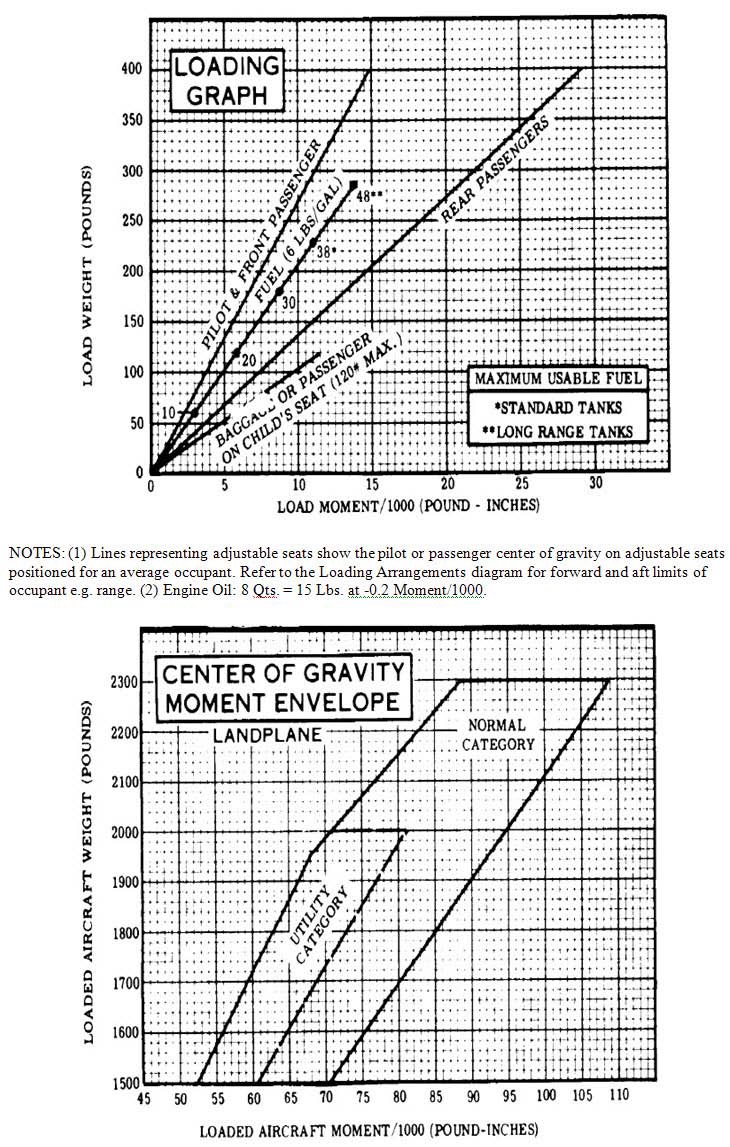 LOADING
GRAPH
LOAD WEIGHT (POUNDS)
400
350
300
250
200
150
100
50
0
PILOT & FRONT PASSENGER
FUEL (6 LBS/GAL)
REAR PASSENGERS
BAGGAGE OR PASSENGER
ON CHILD'S SEAT (120# MAX.)
10
20
30
38*
48**
MAXIMUM USABLE FUEL
*STANDARD TANKS
**LONG RANGE TANKS
0 5 10 15 20 25 30
LOAD MOMENT/1000 (POUND - INCHES)
NOTES: (1) Lines representing adjustable seats show the pilot or passenger center of gravity on adjustable seats
positioned for an average occupant. Refer to the Loading Arrangements diagram for forward and aft limits of
occupant e.g. range. (2) Engine Oil: 8 Qts. = 15 Lbs. at -0.2 Moment/1000.
CENTER OF GRAVITY
MOMENT ENVELOPE
LANDPLANE
LOADED AIRCRAFT WEIGHT (POUNDS)
2300
2200
2100
2000
1900
1800
1700
1600
1500
NORMAL
CATEGORY
UTILITY
CATEGORY
45 50 55 60 65 70 75 80 85 90 95 100 105 110
LOADED AIRCRAFT MOMENT/1000 (POUND-INCHES)